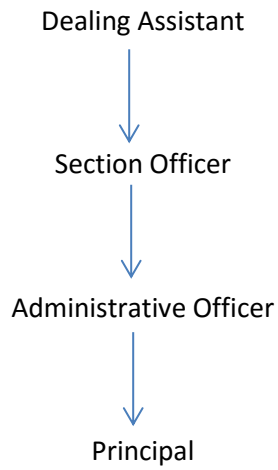 Dealing Assistant
Section Officer
Administrative Officer
Principal